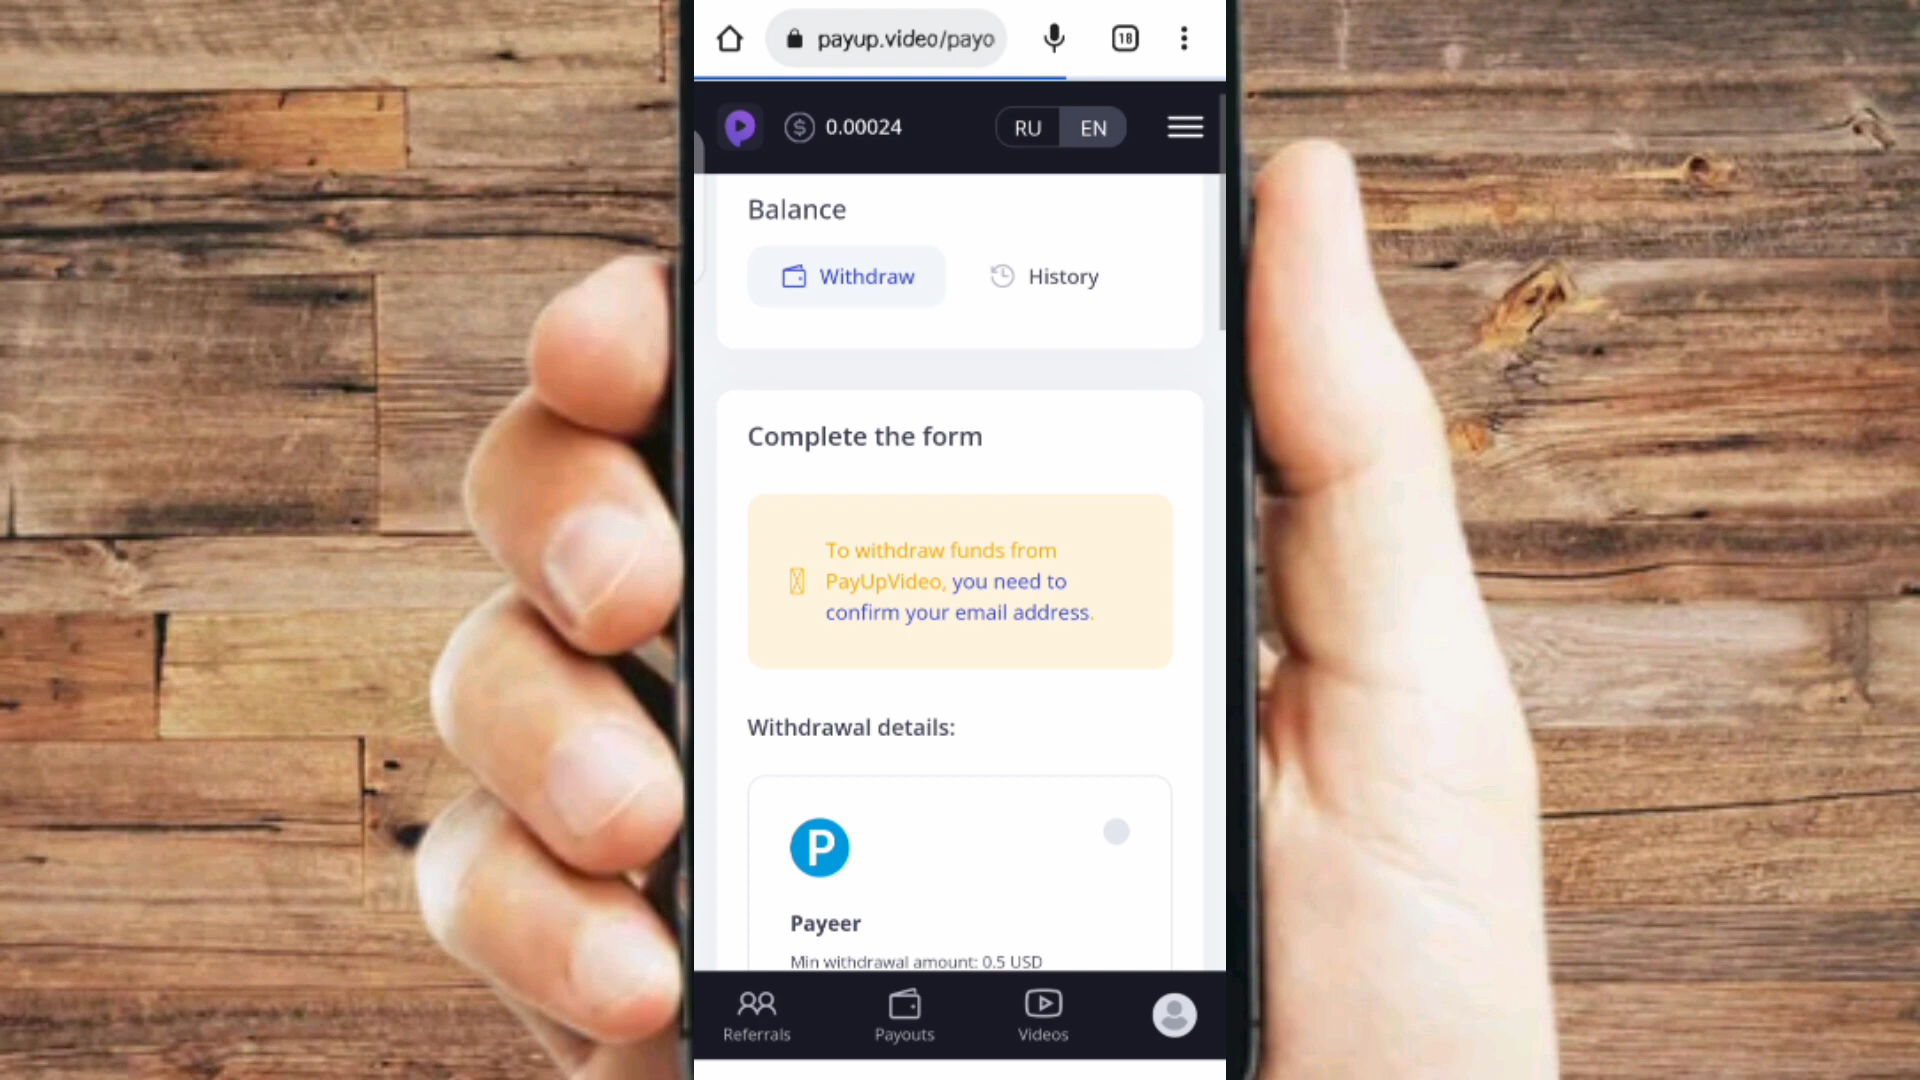 payup.video/payo
18
0.00024
RU EN
Balance
Withdraw History
Complete the form
To withdraw funds from
PayUpVideo, you need to
confirm your email address.
Withdrawal details:
P
Payeer
Min withdrawal amount: 0.5 USD
Referrals Payouts Videos